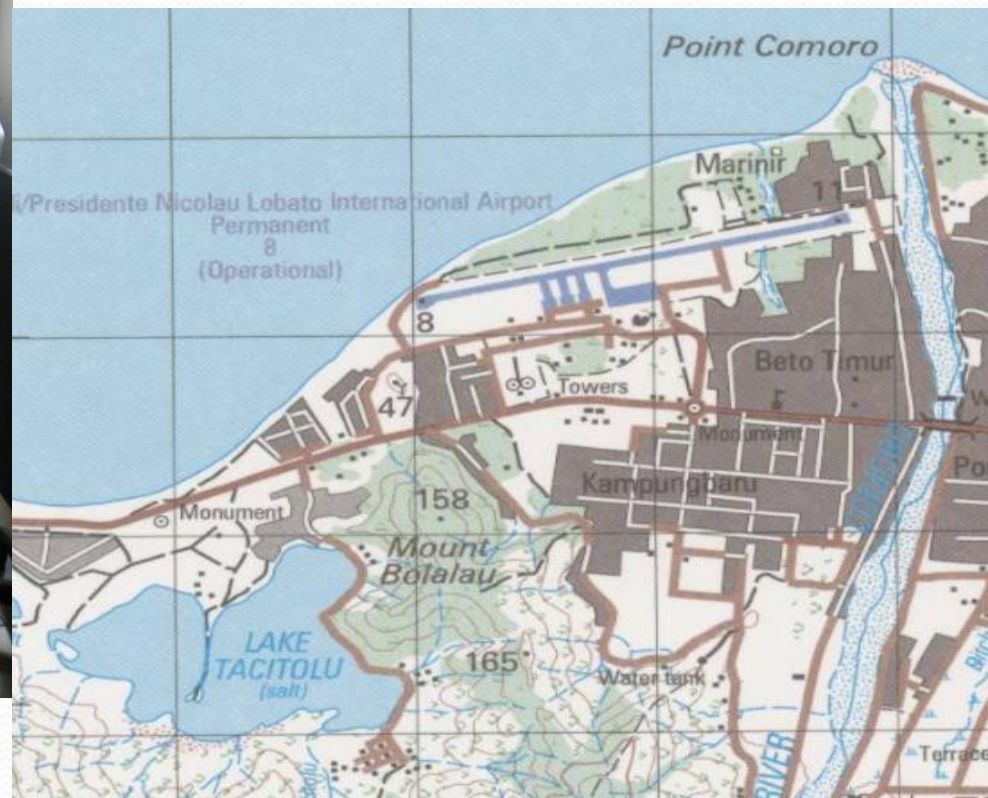 Point Comoro
Marinir
11
i/Presidente Nicolau Lobato International Airport
Permanent
8
(Operational)
8
Beto Timur
Towers
47
Monument
Kampungbaru
158
Monument
Mount
Bolalau
LAKE
TACITOLU
(salt)
165
Water tank
RIVER
Terrace